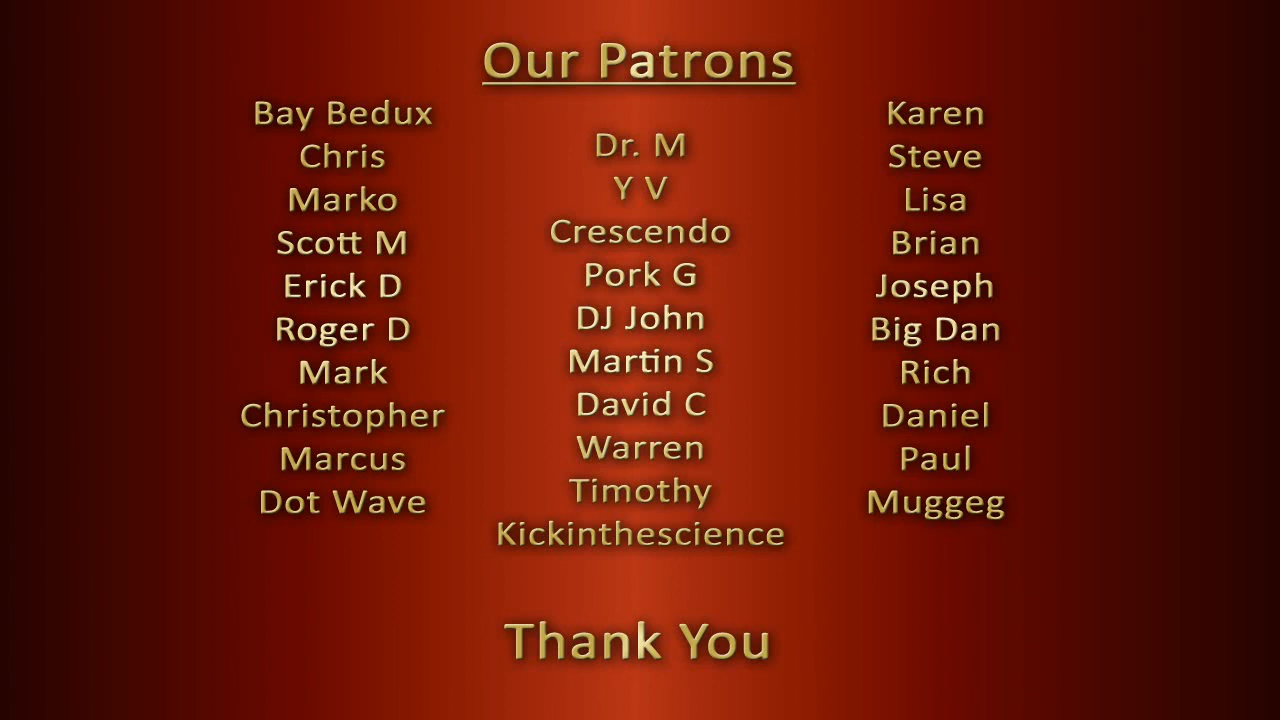 Our Patrons
Bay Bedux
Chris
Marko
Scott M
Erick D
Roger D
Mark
Christopher
Marcus
Dot Wave
Dr. M
Y V
Crescendo
Pork G
DJ John
Martin S
David C
Warren
Timothy
Kickinthescience
Karen
Steve
Lisa
Brian
Joseph
Big Dan
Rich
Daniel
Paul
Muggeg
Thank You